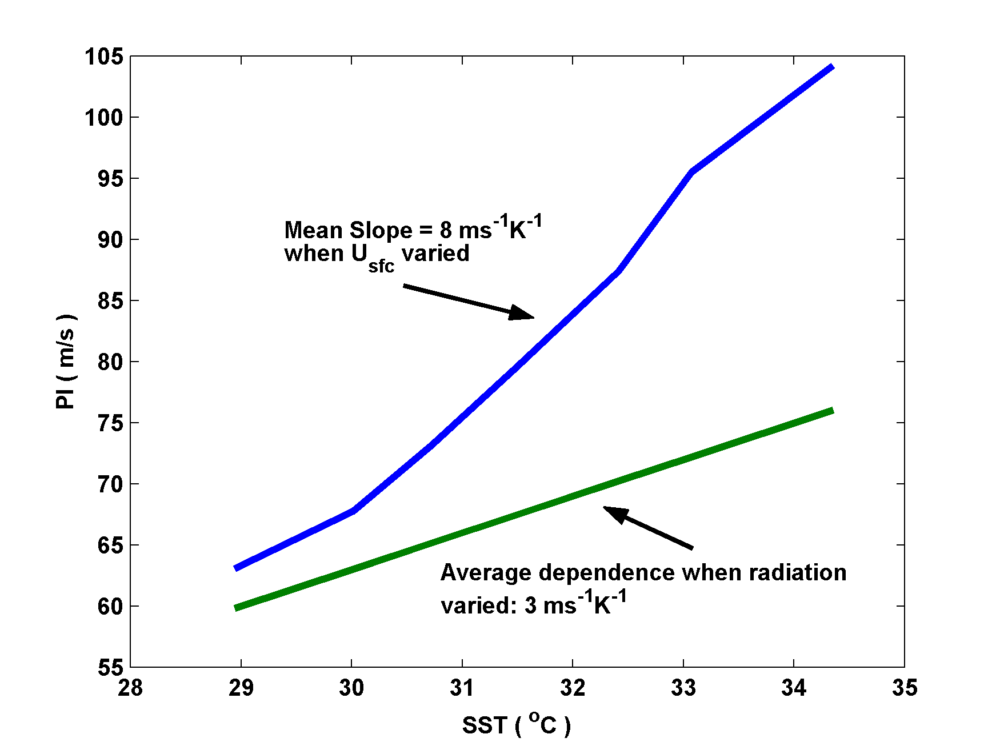 105
100
95
90
85
80
75
70
65
60
55
PI ( m/s )
Mean Slope = 8 ms⁻¹K⁻¹
when U_sfc varied
Average dependence when radiation
varied: 3 ms⁻¹K⁻¹
28 29 30 31 32 33 34 35
SST ( °C )